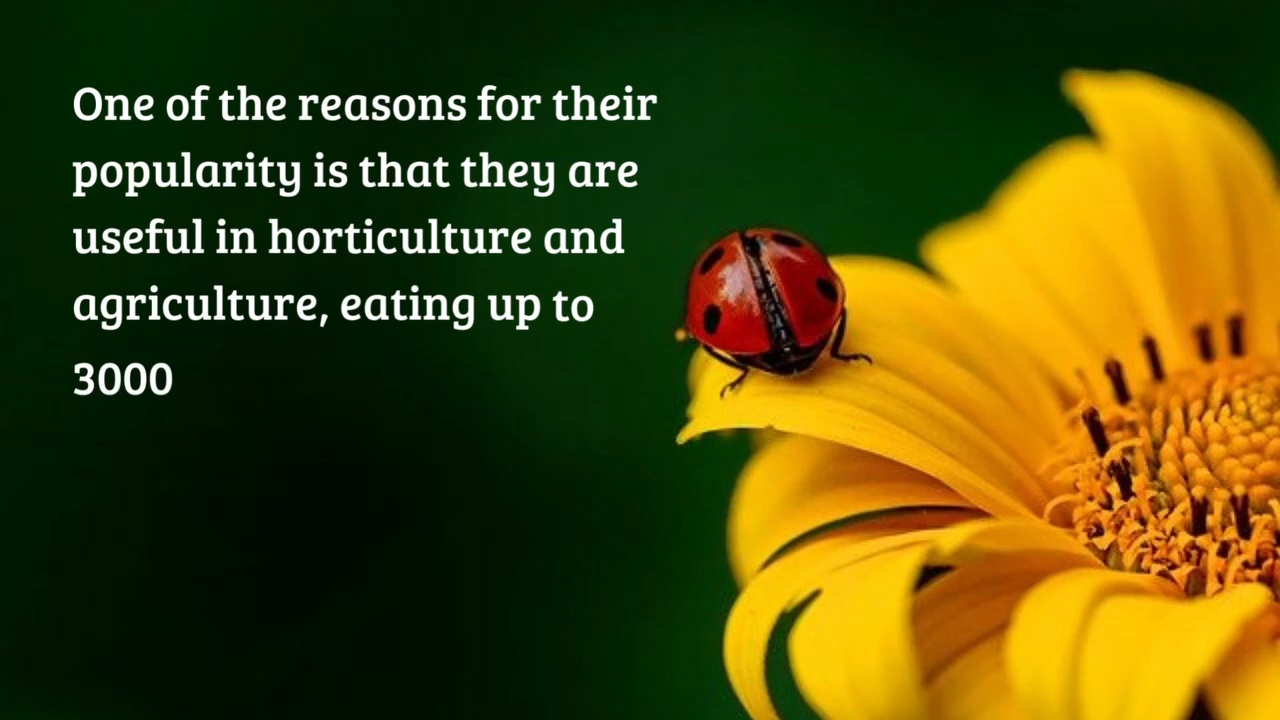 One of the reasons for their
popularity is that they are
useful in horticulture and
agriculture, eating up to
3000